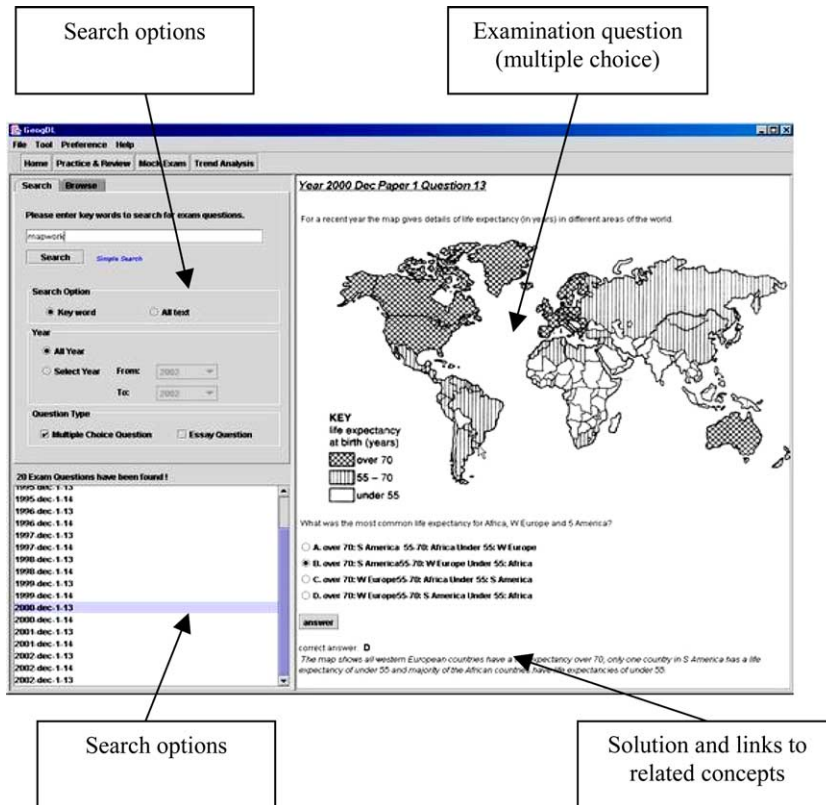 Search options
Examination question
(multiple choice)
GeogDL
File Tool Preference Help
Home Practice & Review Mock Exam Trend Analysis
Search Browse
Please enter key words to search for exam questions.
mapwork
Search Simple Search
Search Option
Key word All text
Year
All Year
Select Year From: 2002
To: 2002
Question Type
Multiple Choice Question Essay Question
20 Exam Questions have been found !
1995-dec-1-13
1995-dec-1-14
1996-dec-1-13
1996-dec-1-14
1997-dec-1-13
1997-dec-1-14
1998-dec-1-13
1998-dec-1-14
1999-dec-1-13
1999-dec-1-14
2000-dec-1-13
2000-dec-1-14
2001-dec-1-13
2001-dec-1-14
2002-dec-1-13
2002-dec-1-14
2002-dec-1-13
Year 2000 Dec Paper 1 Question 13
For a recent year the map gives details of life expectancy (in years) in different areas of the world.
KEY
life expectancy
at birth (years)
over 70
55 – 70
under 55
What was the most common life expectancy for Africa, W Europe and S America?
A. over 70: S America 55-70: Africa Under 55: W Europe
B. over 70: S America55-70: W Europe Under 55: Africa
C. over 70: W Europe55-70: Africa Under 55: S America
D. over 70: W Europe55-70: S America Under 55: Africa
answer
correct answer: D
The map shows all western European countries have a expectancy over 70, only one country in S America has a life
expectancy of under 55 and majority of the African countries have life expectancies of under 55.
Search options
Solution and links to
related concepts